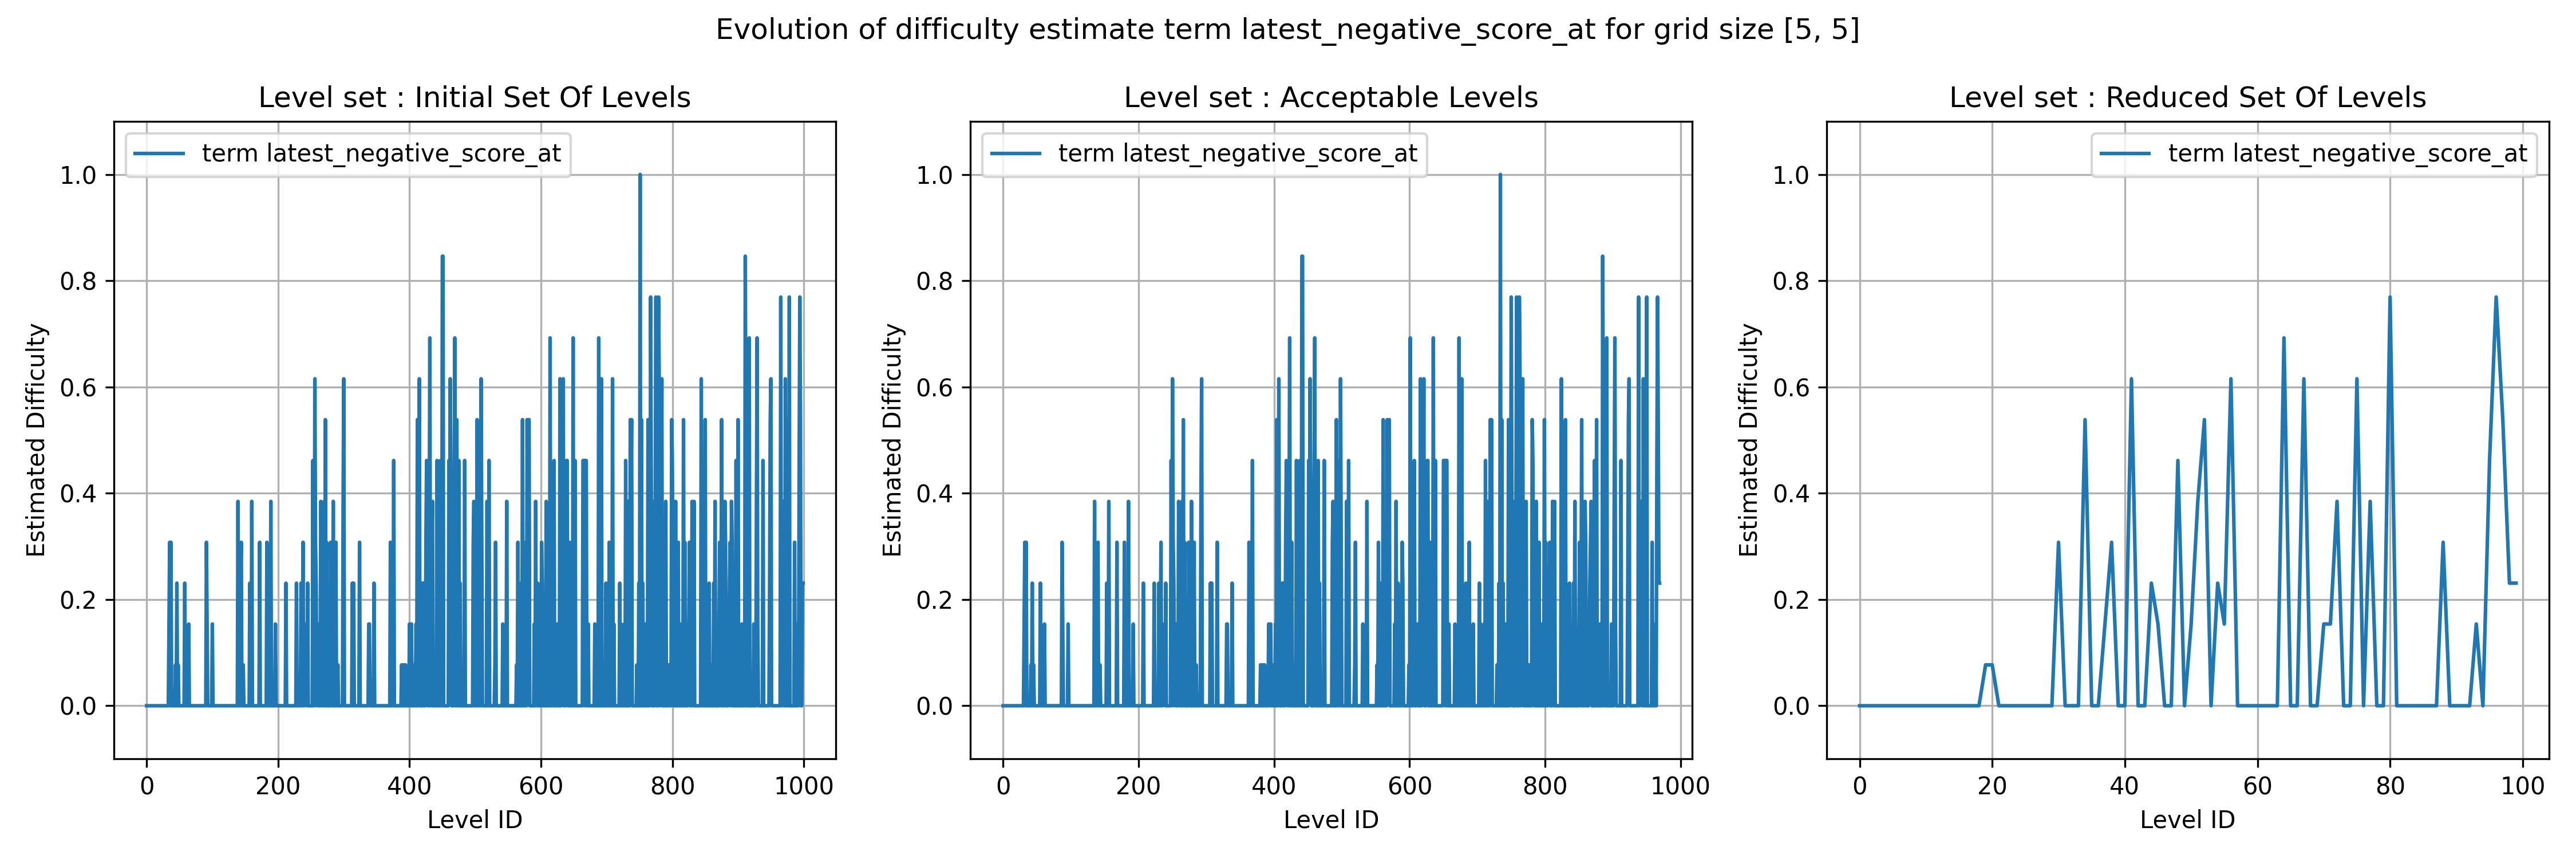 Evolution of difficulty estimate term latest_negative_score_at for grid size [5, 5]
Level set : Initial Set Of Levels
term latest_negative_score_at
1.0
0.8
0.6
0.4
0.2
0.0
Estimated Difficulty
0 200 400 600 800 1000
Level ID
Level set : Acceptable Levels
term latest_negative_score_at
1.0
0.8
0.6
0.4
0.2
0.0
Estimated Difficulty
0 200 400 600 800 1000
Level ID
Level set : Reduced Set Of Levels
term latest_negative_score_at
1.0
0.8
0.6
0.4
0.2
0.0
Estimated Difficulty
0 20 40 60 80 100
Level ID